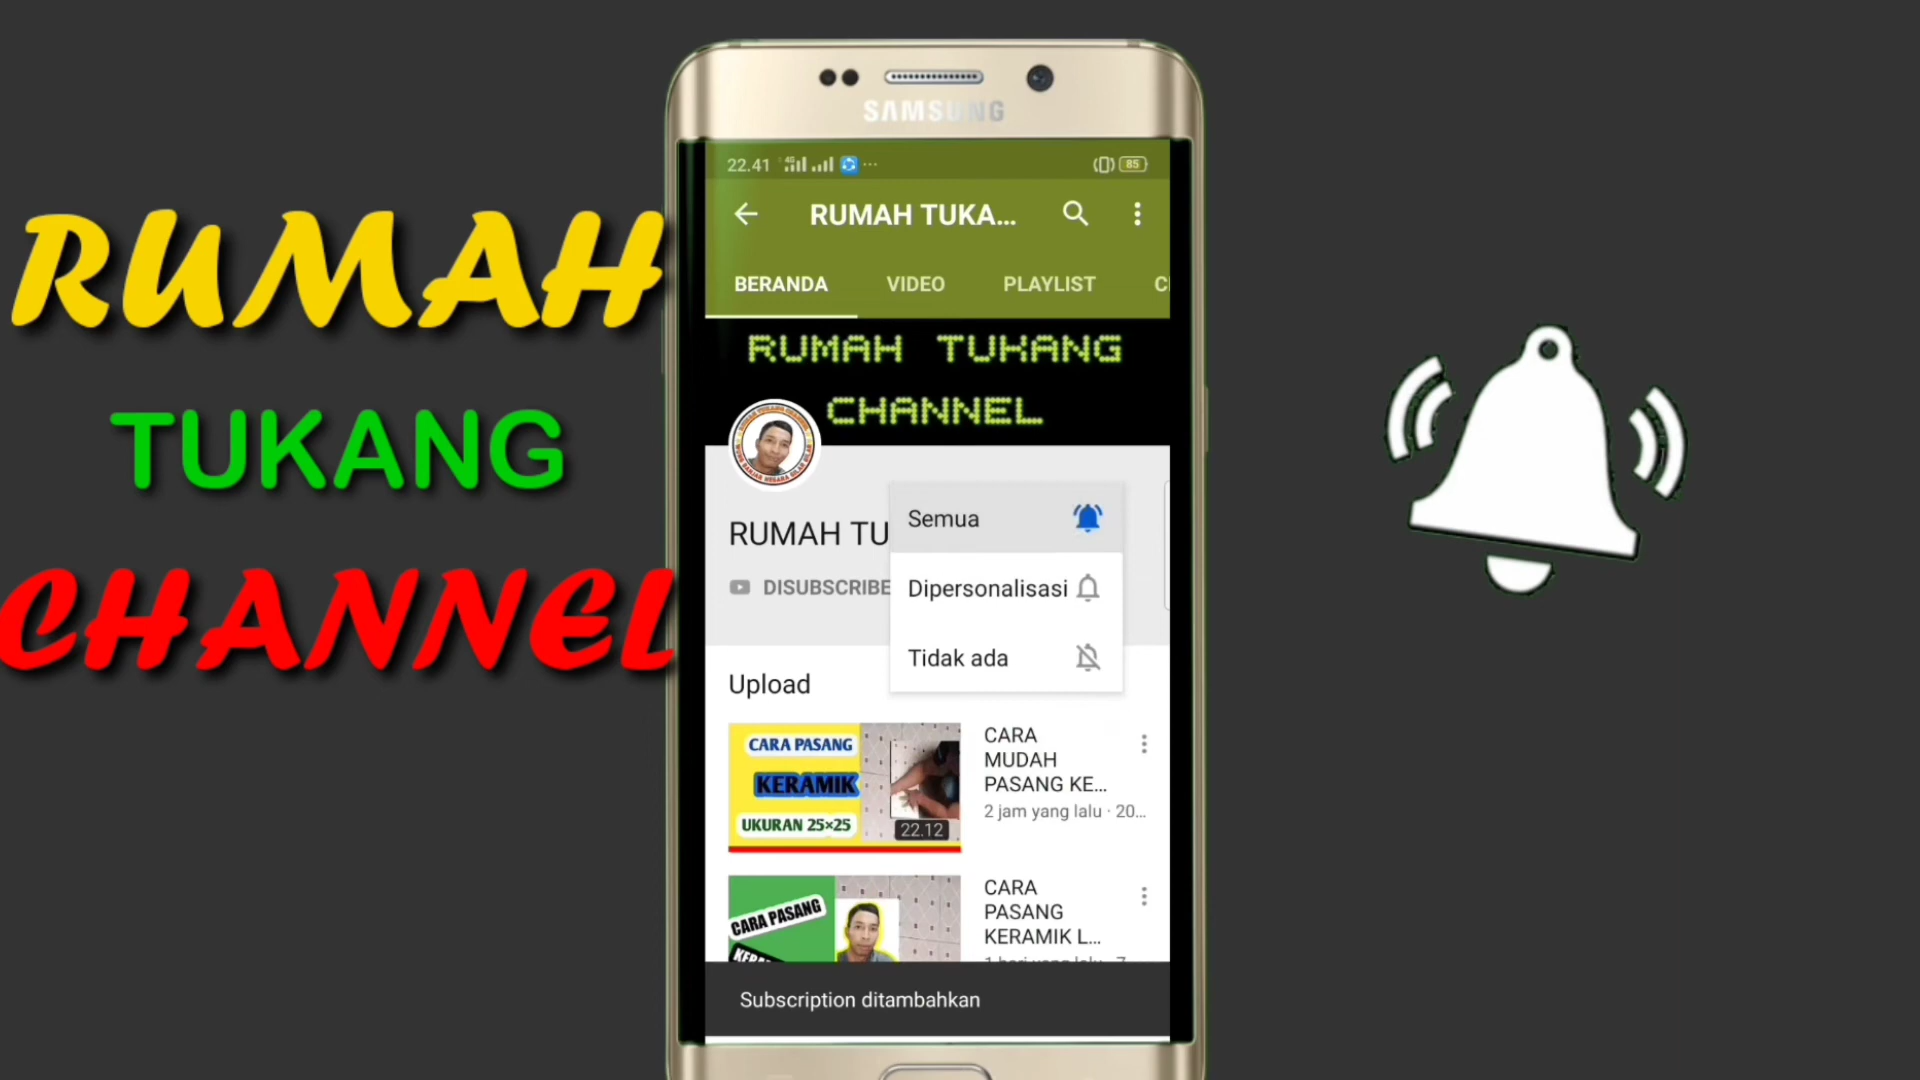 RUMAH
TUKANG
CHANNEL
SAMSUNG
22.41
4G
85
RUMAH TUKA...
BERANDA VIDEO PLAYLIST C
RUMAH TUKANG
CHANNEL
RUMAH TU
DISUBSCRIBE
Semua
Dipersonalisasi
Tidak ada
Upload
CARA PASANG
KERAMIK
UKURAN 25×25
22.12
CARA
MUDAH
PASANG KE...
2 jam yang lalu · 20...
CARA PASANG
CARA
PASANG
KERAMIK L...
Subscription ditambahkan